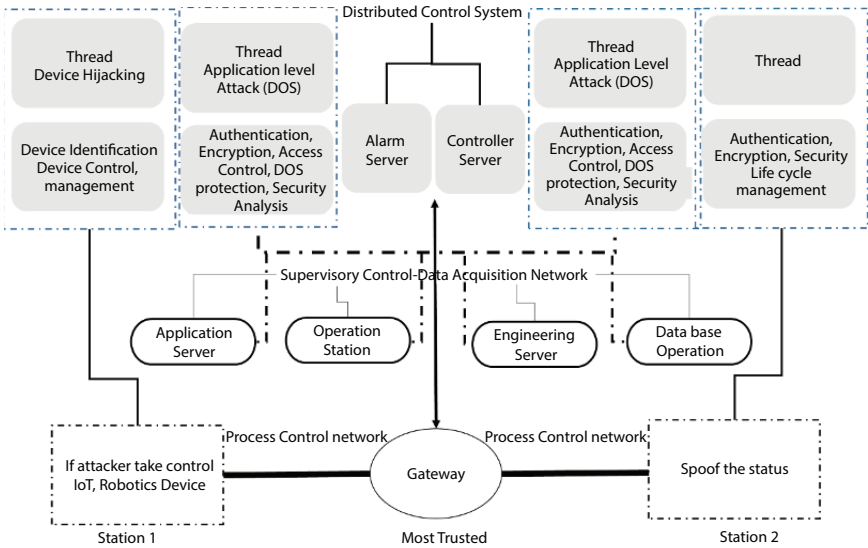 Distributed Control System
Thread
Device Hijacking
Thread
Application level
Attack (DOS)
Thread
Application Level
Attack (DOS)
Thread
Device Identification
Device Control,
management
Authentication,
Encryption, Access
Control, DOS
protection, Security
Analysis
Alarm
Server
Controller
Server
Authentication,
Encryption, Access
Control, DOS
protection, Security
Analysis
Authentication,
Encryption, Security
Life cycle
management
Supervisory Control-Data Acquisition Network
Application
Server
Operation
Station
Engineering
Server
Data base
Operation
Process Control network
Process Control network
If attacker take control
IoT, Robotics Device
Gateway
Spoof the status
Station 1
Most Trusted
Station 2